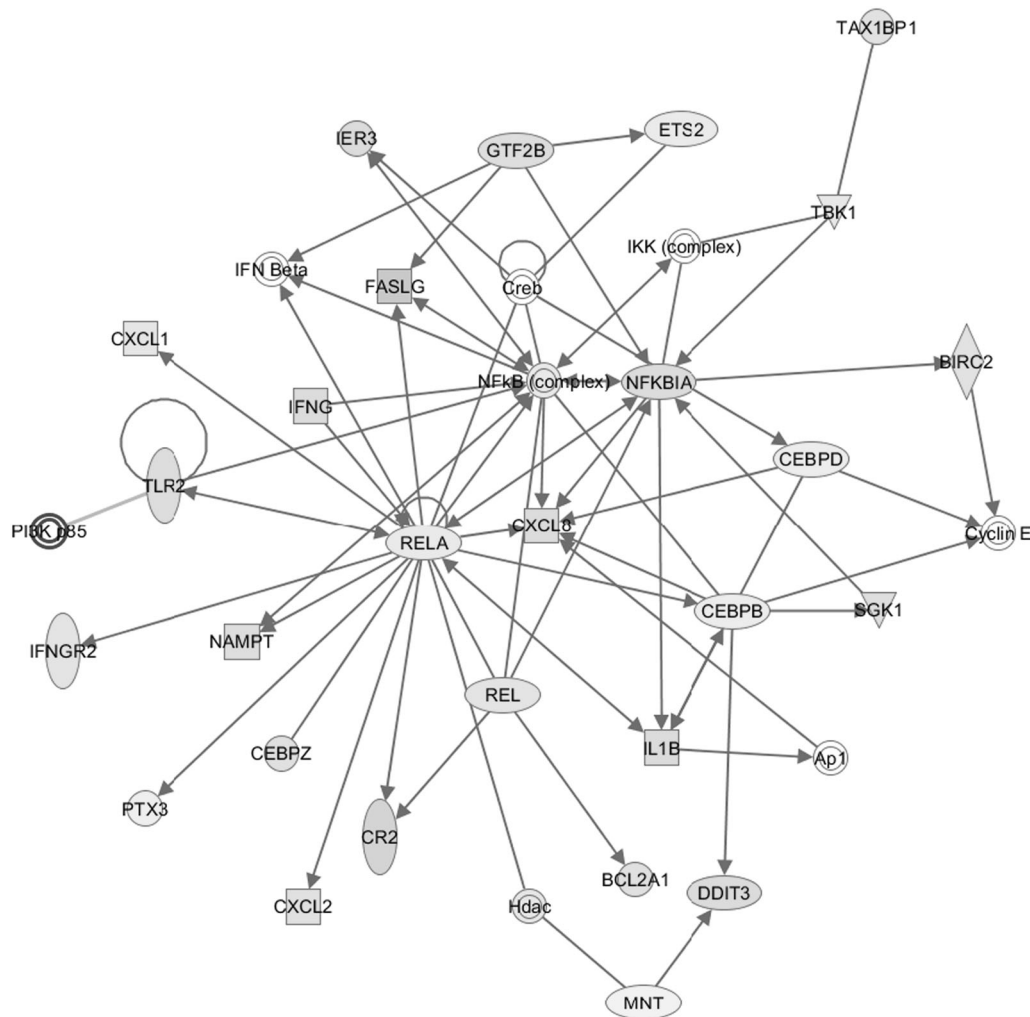 TAX1BP1
IER3
GTF2B
ETS2
TBK1
IKK (complex)
IFN Beta
FASLG
Creb
CXCL1
BIRC2
NFkB (complex)
NFKBIA
IFNG
CEBPD
TLR2
PI3K p85
CXCL8
Cyclin E
RELA
CEBPB
SGK1
NAMPT
IFNGR2
REL
CEBPZ
IL1B
Ap1
PTX3
CR2
BCL2A1
DDIT3
CXCL2
Hdac
MNT